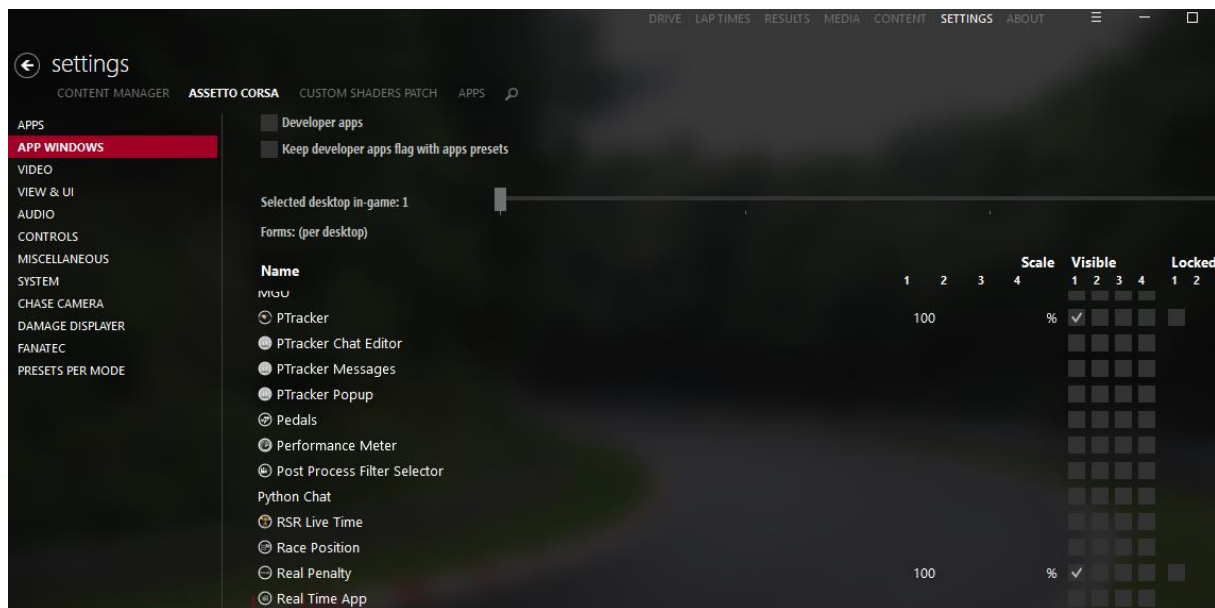 DRIVE LAP TIMES RESULTS MEDIA CONTENT SETTINGS ABOUT
settings
CONTENT MANAGER ASSETTO CORSA CUSTOM SHADERS PATCH APPS
APPS
APP WINDOWS
VIDEO
VIEW & UI
AUDIO
CONTROLS
MISCELLANEOUS
SYSTEM
CHASE CAMERA
DAMAGE DISPLAYER
FANATEC
PRESETS PER MODE
Developer apps
Keep developer apps flag with apps presets
Selected desktop in-game: 1
Forms: (per desktop)
Name Scale Visible Locked
1 2 3 4 1 2 3 4 1 2
MGU
PTracker 100 %
PTracker Chat Editor
PTracker Messages
PTracker Popup
Pedals
Performance Meter
Post Process Filter Selector
Python Chat
RSR Live Time
Race Position
Real Penalty 100 %
Real Time App